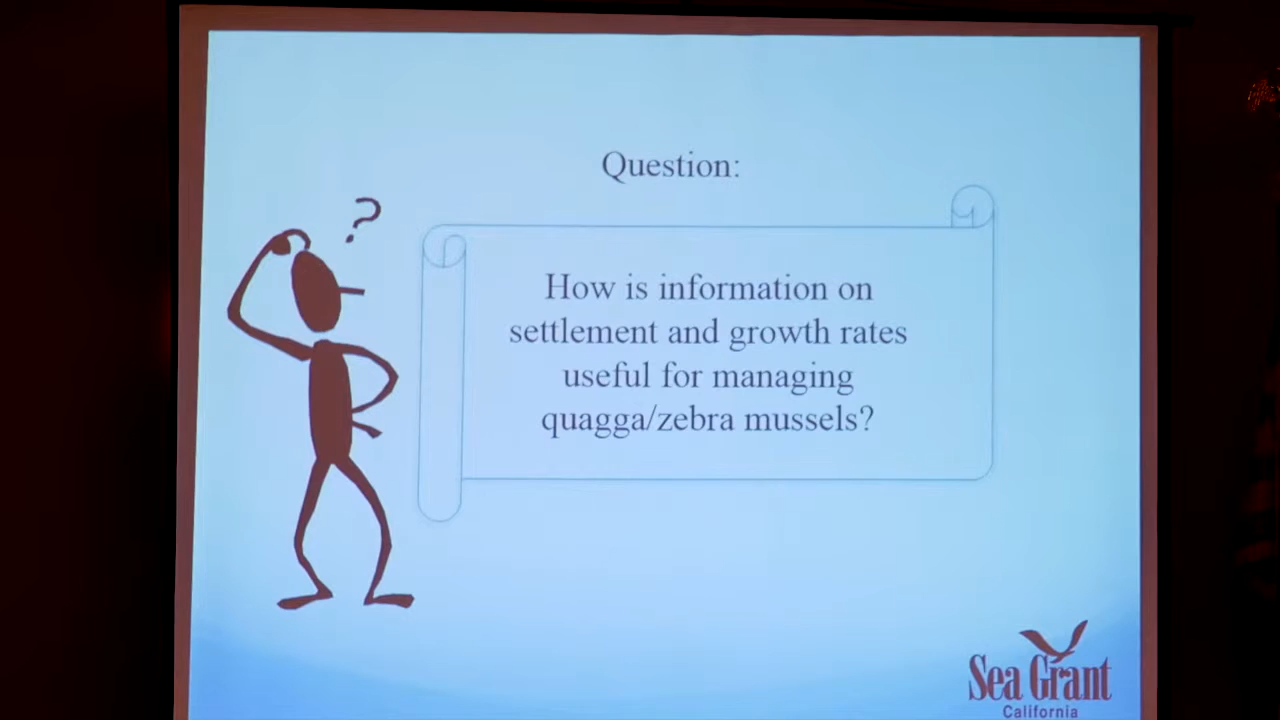 Question:
?
How is information on
settlement and growth rates
useful for managing
quagga/zebra mussels?
Sea Grant
California